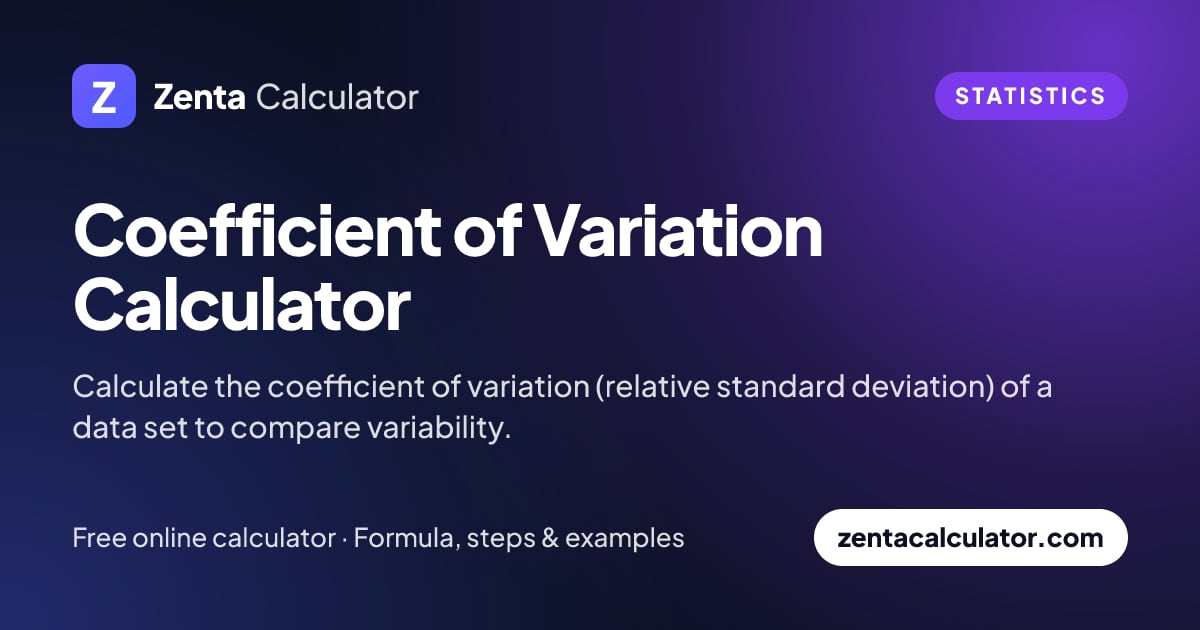 Z
Zenta Calculator
STATISTICS
Coefficient of Variation
Calculator
Calculate the coefficient of variation (relative standard deviation) of a
data set to compare variability.
Free online calculator · Formula, steps & examples
zentacalculator.com